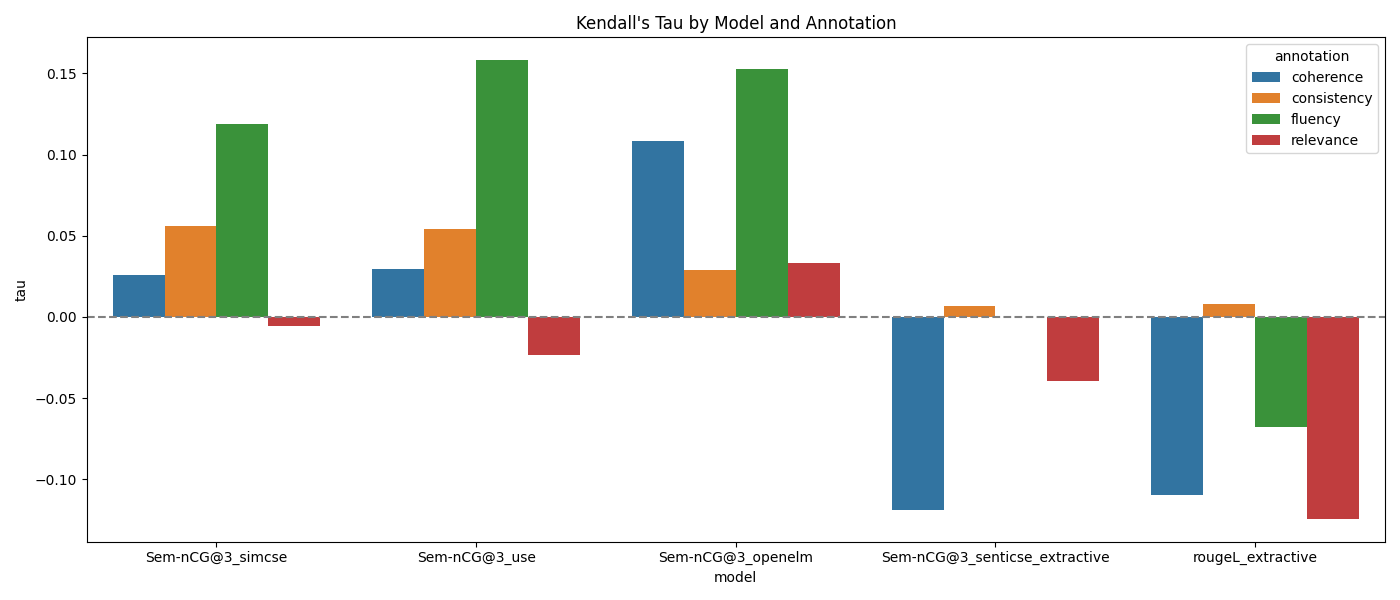 Kendall's Tau by Model and Annotation
annotation
coherence
consistency
fluency
relevance
tau
0.15
0.10
0.05
0.00
−0.05
−0.10
Sem-nCG@3_simcse
Sem-nCG@3_use
Sem-nCG@3_openelm
Sem-nCG@3_senticse_extractive
rougeL_extractive
model